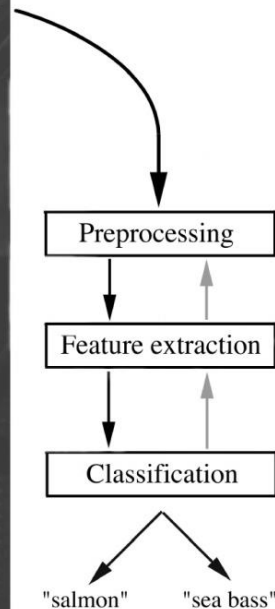 Preprocessing
Feature extraction
Classification
"salmon" "sea bass"